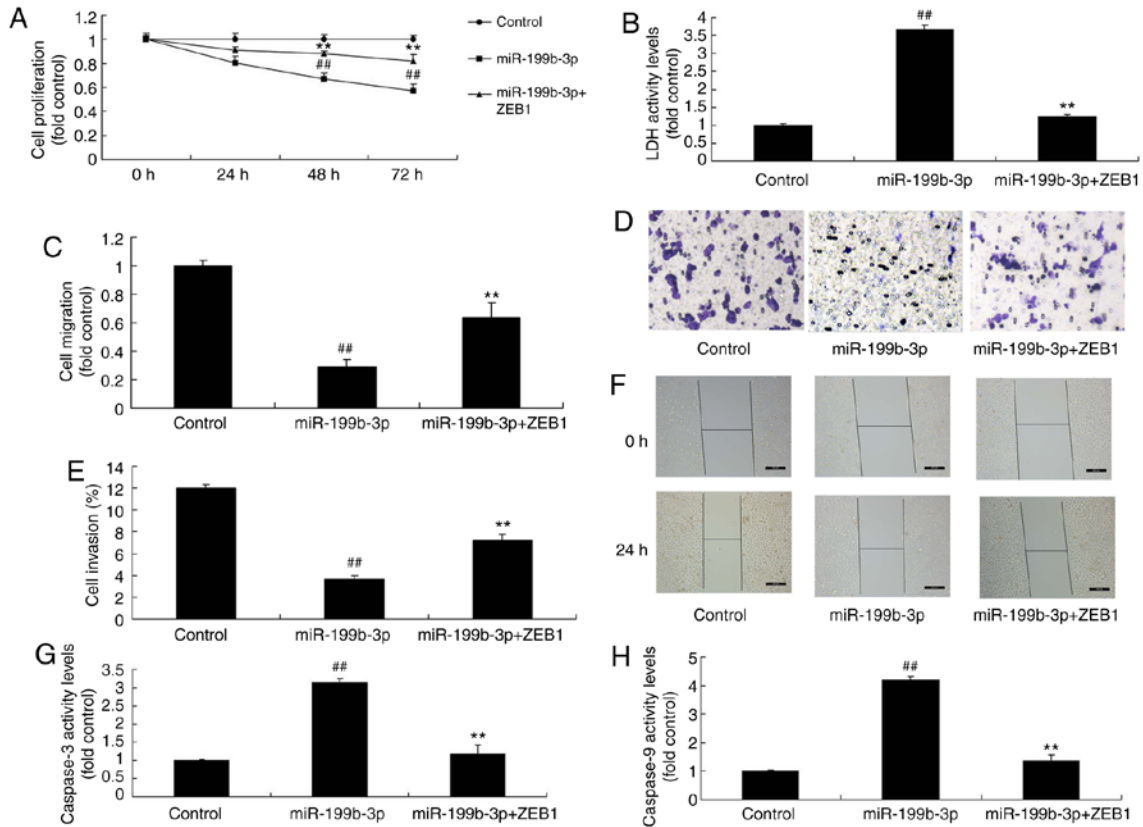 A
Cell proliferation
(fold control)
1.2
1
0.8
0.6
0.4
0.2
0
**
**
##
##
0 h
24 h
48 h
72 h
Control
miR-199b-3p
miR-199b-3p+
ZEB1
B
LDH activity levels
(fold control)
4
3.5
3
2.5
2
1.5
1
0.5
0
##
**
Control
miR-199b-3p
miR-199b-3p+ZEB1
C
Cell migration
(fold control)
1.2
1
0.8
0.6
0.4
0.2
0
##
**
Control
miR-199b-3p
miR-199b-3p+ZEB1
D
Control
miR-199b-3p
miR-199b-3p+ZEB1
E
Cell invasion (%)
14
12
10
8
6
4
2
0
##
**
Control
miR-199b-3p
miR-199b-3p+ZEB1
F
0 h
24 h
Control
miR-199b-3p
miR-199b-3p+ZEB1
G
Caspase-3 activity levels
(fold control)
3.5
3
2.5
2
1.5
1
0.5
0
##
**
Control
miR-199b-3p
miR-199b-3p+ZEB1
H
Caspase-9 activity levels
(fold control)
5
4
3
2
1
0
##
**
Control
miR-199b-3p
miR-199b-3p+ZEB1